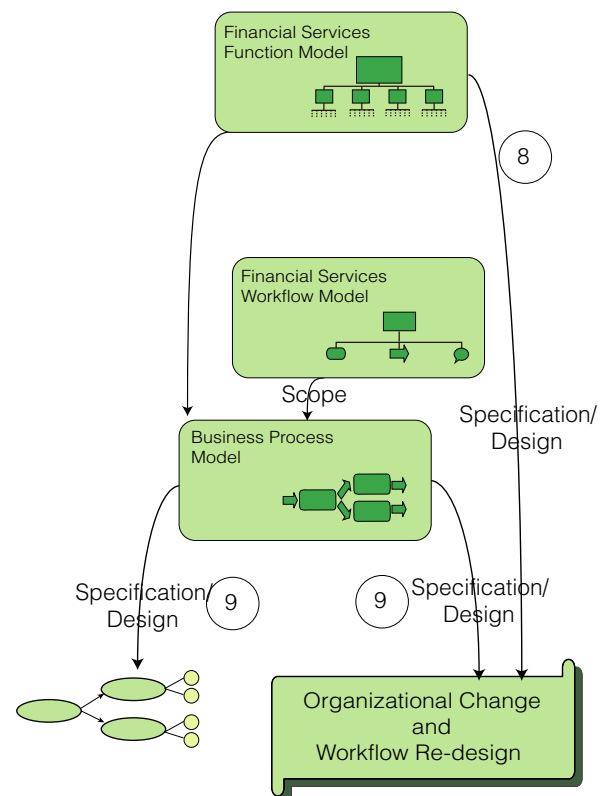 Financial Services
Function Model
8
Financial Services
Workflow Model
Scope
Specification/
Design
Business Process
Model
Specification/
Design
9
9
Specification/
Design
Organizational Change
and
Workflow Re-design